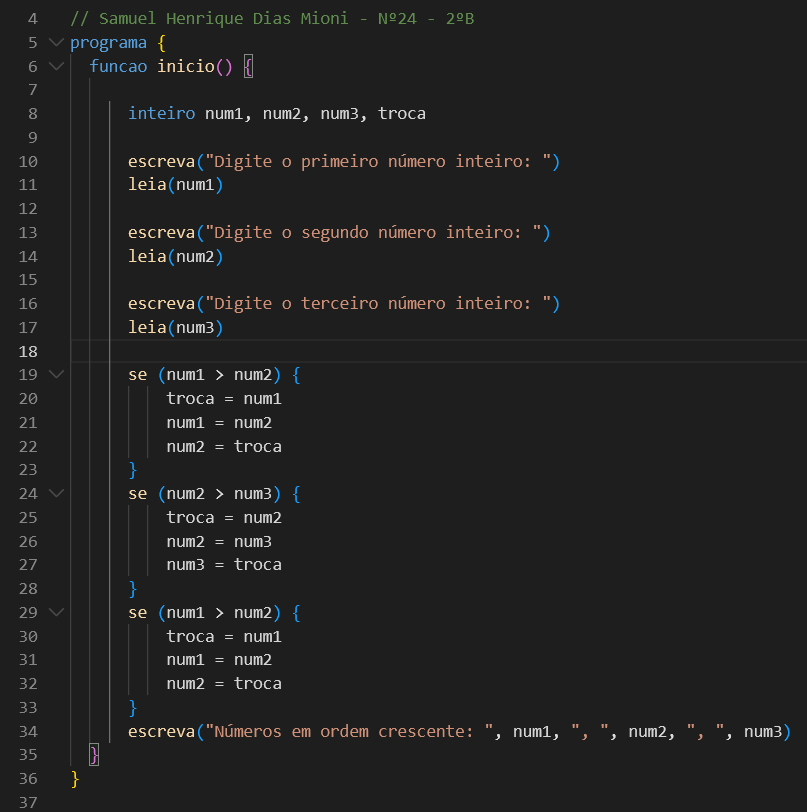 4 // Samuel Henrique Dias Mioni - Nº24 - 2ºB
5 programa {
6 funcao inicio() {
7
8 inteiro num1, num2, num3, troca
9
10 escreva("Digite o primeiro número inteiro: ")
11 leia(num1)
12
13 escreva("Digite o segundo número inteiro: ")
14 leia(num2)
15
16 escreva("Digite o terceiro número inteiro: ")
17 leia(num3)
18
19 se (num1 > num2) {
20 troca = num1
21 num1 = num2
22 num2 = troca
23 }
24 se (num2 > num3) {
25 troca = num2
26 num2 = num3
27 num3 = troca
28 }
29 se (num1 > num2) {
30 troca = num1
31 num1 = num2
32 num2 = troca
33 }
34 escreva("Números em ordem crescente: ", num1, ", ", num2, ", ", num3)
35 }
36 }
37